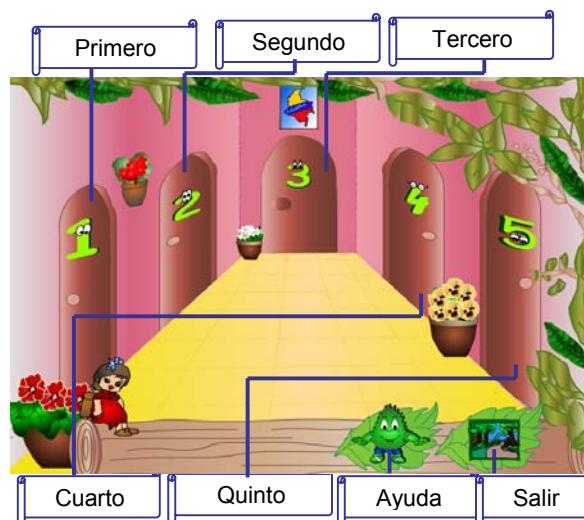 Primero
Segundo
Tercero
1
2
3
4
5
Cuarto
Quinto
Ayuda
Salir